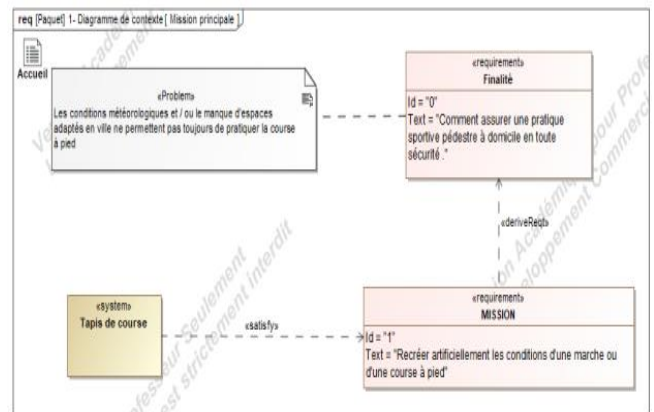 req [Paquet] 1- Diagramme de contexte [ Mission principale ]
Accueil
«Problem»
Les conditions météorologiques et / ou le manque d'espaces
adaptés en ville ne permettent pas toujours de pratiquer la course
à pied
«requirement»
Finalité
Id = "0"
Text = "Comment assurer une pratique
sportive pédestre à domicile en toute
sécurité ."
«deriveReqt»
«system»
Tapis de course
«satisfy»
«requirement»
MISSION
Id = "1"
Text = "Recréer artificiellement les conditions d'une marche ou
d'une course à pied"